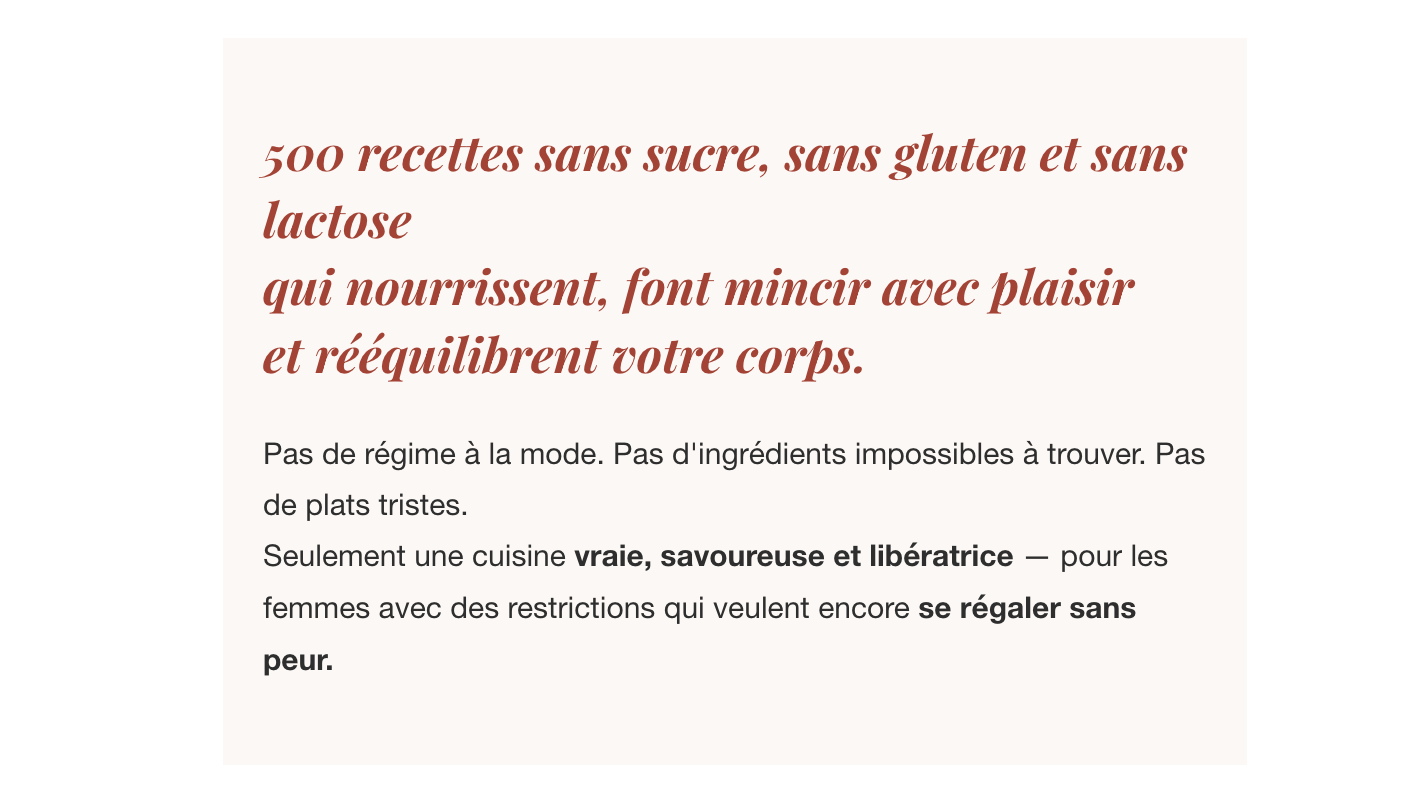 500 recettes sans sucre, sans gluten et sans
lactose
qui nourrissent, font mincir avec plaisir
et rééquilibrent votre corps.
Pas de régime à la mode. Pas d'ingrédients impossibles à trouver. Pas
de plats tristes.
Seulement une cuisine vraie, savoureuse et libératrice — pour les
femmes avec des restrictions qui veulent encore se régaler sans
peur.